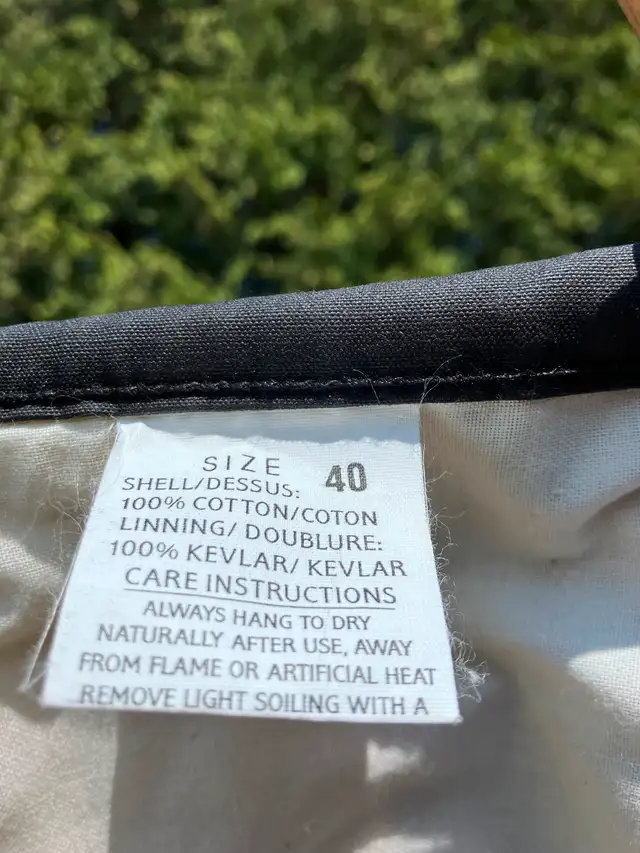 SIZE 40
SHELL/DESSUS:
100% COTTON/COTON
LINNING/ DOUBLURE:
100% KEVLAR/ KEVLAR
CARE INSTRUCTIONS
ALWAYS HANG TO DRY
NATURALLY AFTER USE, AWAY
FROM FLAME OR ARTIFICIAL HEAT
REMOVE LIGHT SOILING WITH A